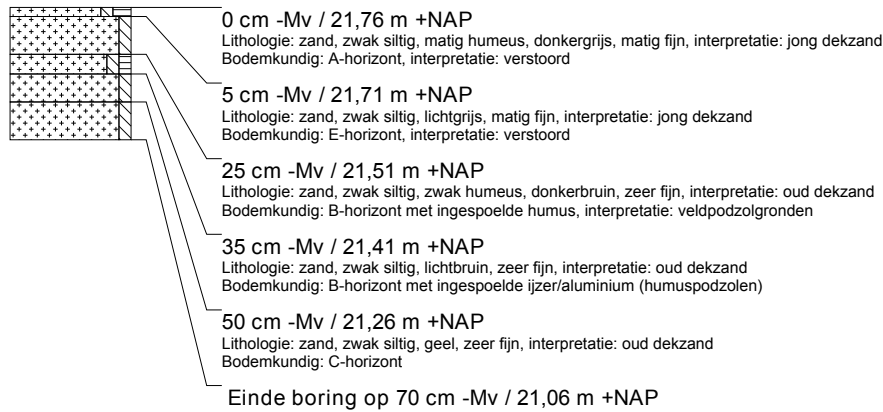 0 cm -Mv / 21,76 m +NAP
Lithologie: zand, zwak siltig, matig humeus, donkergrijs, matig fijn, interpretatie: jong dekzand
Bodemkundig: A-horizont, interpretatie: verstoord
5 cm -Mv / 21,71 m +NAP
Lithologie: zand, zwak siltig, lichtgrijs, matig fijn, interpretatie: jong dekzand
Bodemkundig: E-horizont, interpretatie: verstoord
25 cm -Mv / 21,51 m +NAP
Lithologie: zand, zwak siltig, zwak humeus, donkerbruin, zeer fijn, interpretatie: oud dekzand
Bodemkundig: B-horizont met ingespoelde humus, interpretatie: veldpodzolgronden
35 cm -Mv / 21,41 m +NAP
Lithologie: zand, zwak siltig, lichtbruin, zeer fijn, interpretatie: oud dekzand
Bodemkundig: B-horizont met ingespoelde ijzer/aluminium (humuspodzolen)
50 cm -Mv / 21,26 m +NAP
Lithologie: zand, zwak siltig, geel, zeer fijn, interpretatie: oud dekzand
Bodemkundig: C-horizont
Einde boring op 70 cm -Mv / 21,06 m +NAP